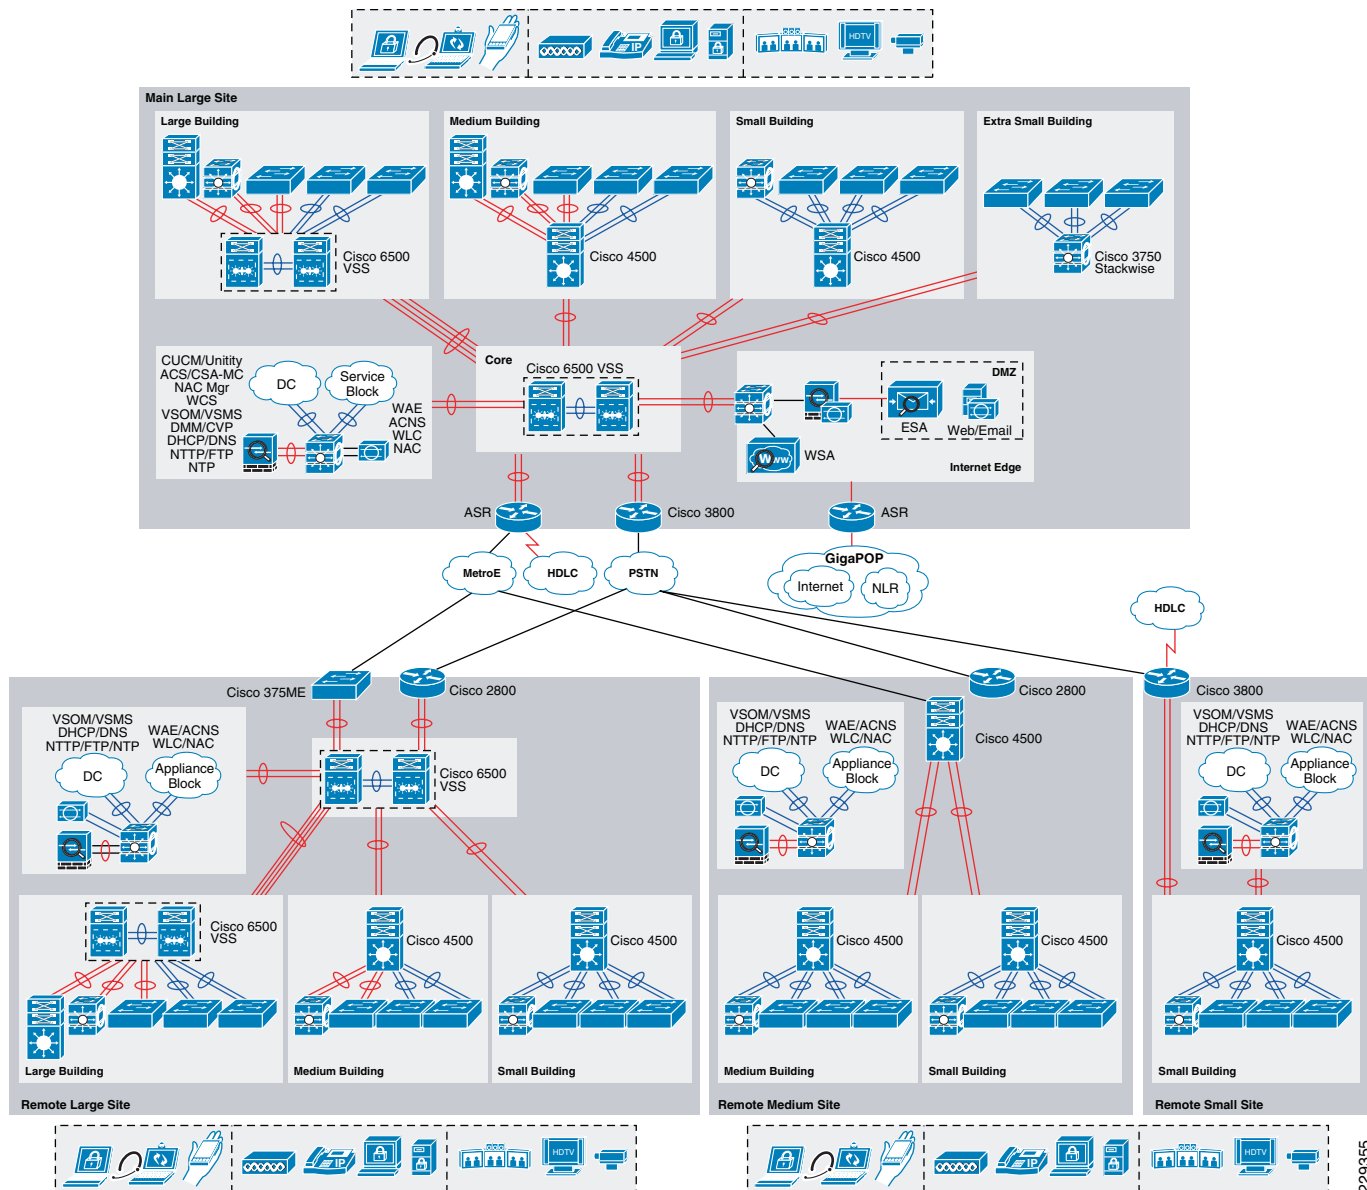 IP
HDTV
Main Large Site
Large Building
Medium Building
Small Building
Extra Small Building
Cisco 6500
VSS
Cisco 4500
Cisco 4500
Cisco 3750
Stackwise
CUCM/Unitity
ACS/CSA-MC
NAC Mgr
WCS
VSOM/VSMS
DMM/CVP
DHCP/DNS
NTTP/FTP
NTP
DC
Service
Block
WAE
ACNS
WLC
NAC
Core
Cisco 6500 VSS
DMZ
ESA
Web/Email
Www
WSA
Internet Edge
ASR
Cisco 3800
ASR
MetroE
HDLC
PSTN
GigaPOP
Internet
NLR
HDLC
Cisco 375ME
Cisco 2800
Cisco 2800
Cisco 3800
VSOM/VSMS
DHCP/DNS
NTTP/FTP/NTP
WAE/ACNS
WLC/NAC
DC
Appliance
Block
Cisco 6500
VSS
VSOM/VSMS
DHCP/DNS
NTTP/FTP/NTP
WAE/ACNS
WLC/NAC
DC
Appliance
Block
Cisco 4500
VSOM/VSMS
DHCP/DNS
NTTP/FTP/NTP
WAE/ACNS
WLC/NAC
DC
Appliance
Block
Cisco 6500
VSS
Cisco 4500
Cisco 4500
Cisco 4500
Cisco 4500
Cisco 4500
Large Building
Medium Building
Small Building
Medium Building
Small Building
Small Building
Remote Large Site
Remote Medium Site
Remote Small Site
IP
HDTV
IP
HDTV
229355